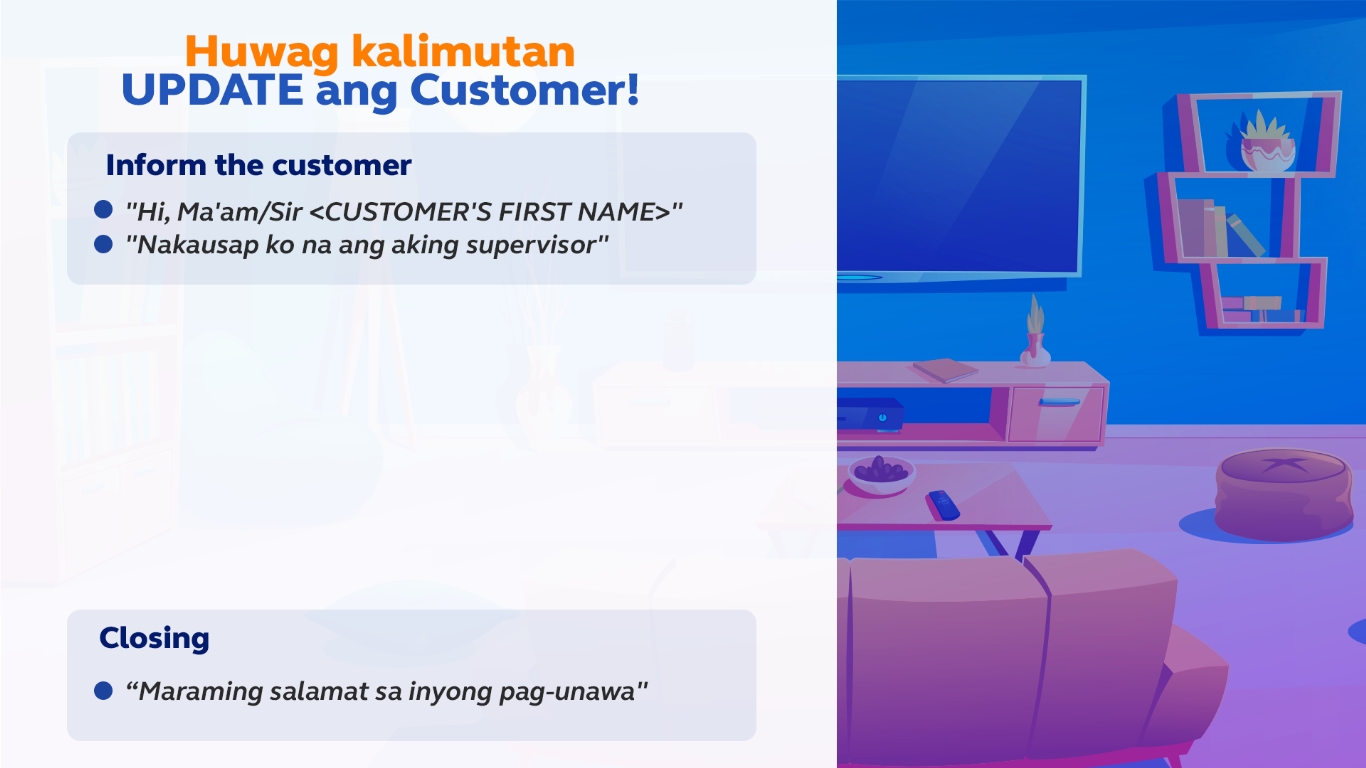 Huwag kalimutan
UPDATE ang Customer!
Inform the customer
"Hi, Ma'am/Sir <CUSTOMER'S FIRST NAME>"
"Nakausap ko na ang aking supervisor"
Closing
“Maraming salamat sa inyong pag-unawa"